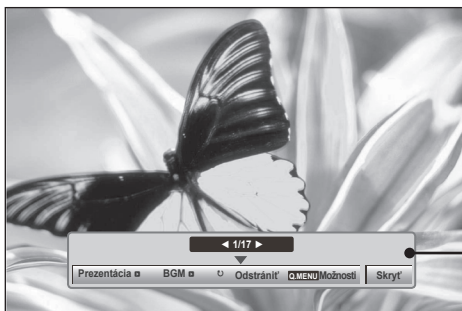 ◀ 1/17 ▶
Prezentácia BGM ↻ Odstrániť Q.MENU Možnosti Skryť